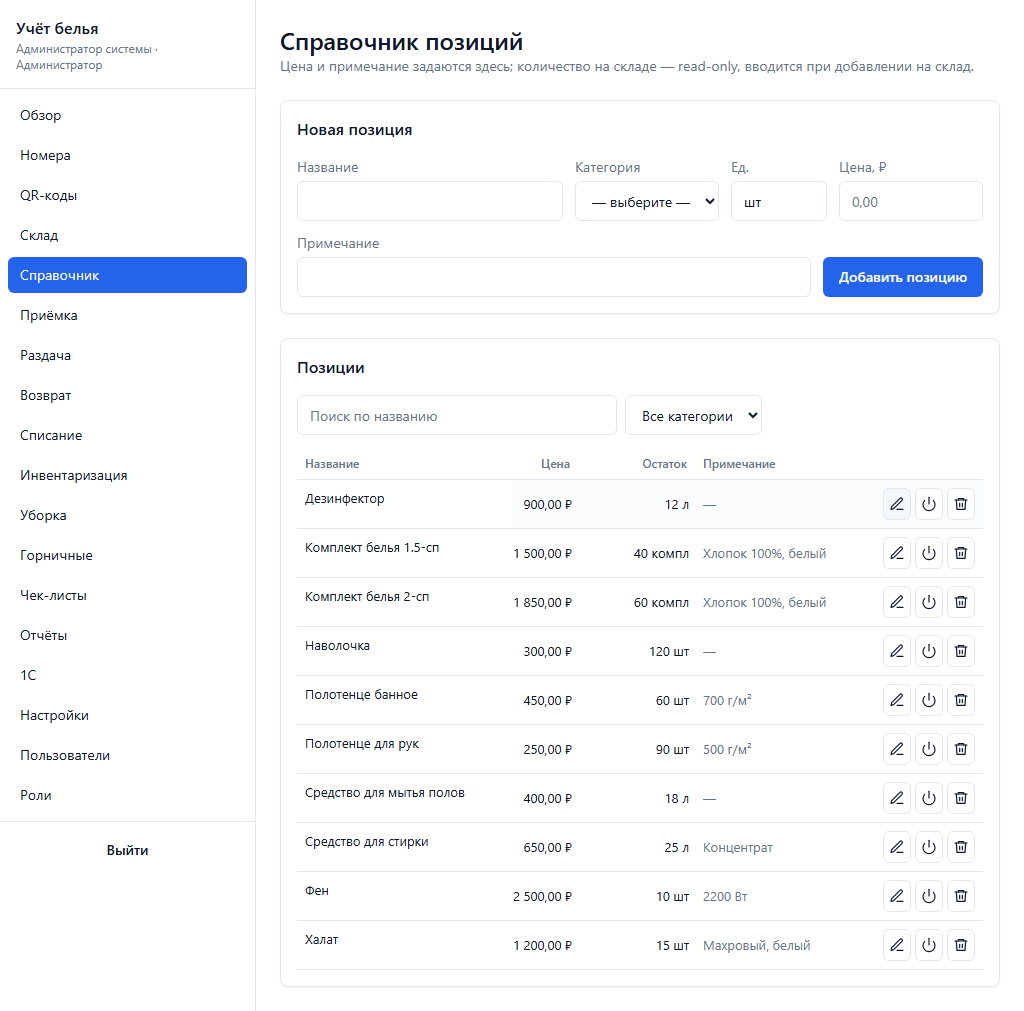 Учёт белья
Администратор системы ·
Администратор
Обзор
Номера
QR-коды
Склад
Справочник
Приёмка
Раздача
Возврат
Списание
Инвентаризация
Уборка
Горничные
Чек-листы
Отчёты
1С
Настройки
Пользователи
Роли
Выйти
Справочник позиций
Цена и примечание задаются здесь; количество на складе — read-only, вводится при добавлении на склад.
Новая позиция
Название Категория Ед. Цена, ₽
— выберите — шт 0,00
Примечание
Добавить позицию
Позиции
Поиск по названию Все категории
Название Цена Остаток Примечание
Дезинфектор 900,00 ₽ 12 л —
Комплект белья 1.5-сп 1 500,00 ₽ 40 компл Хлопок 100%, белый
Комплект белья 2-сп 1 850,00 ₽ 60 компл Хлопок 100%, белый
Наволочка 300,00 ₽ 120 шт —
Полотенце банное 450,00 ₽ 60 шт 700 г/м²
Полотенце для рук 250,00 ₽ 90 шт 500 г/м²
Средство для мытья полов 400,00 ₽ 18 л —
Средство для стирки 650,00 ₽ 25 л Концентрат
Фен 2 500,00 ₽ 10 шт 2200 Вт
Халат 1 200,00 ₽ 15 шт Махровый, белый